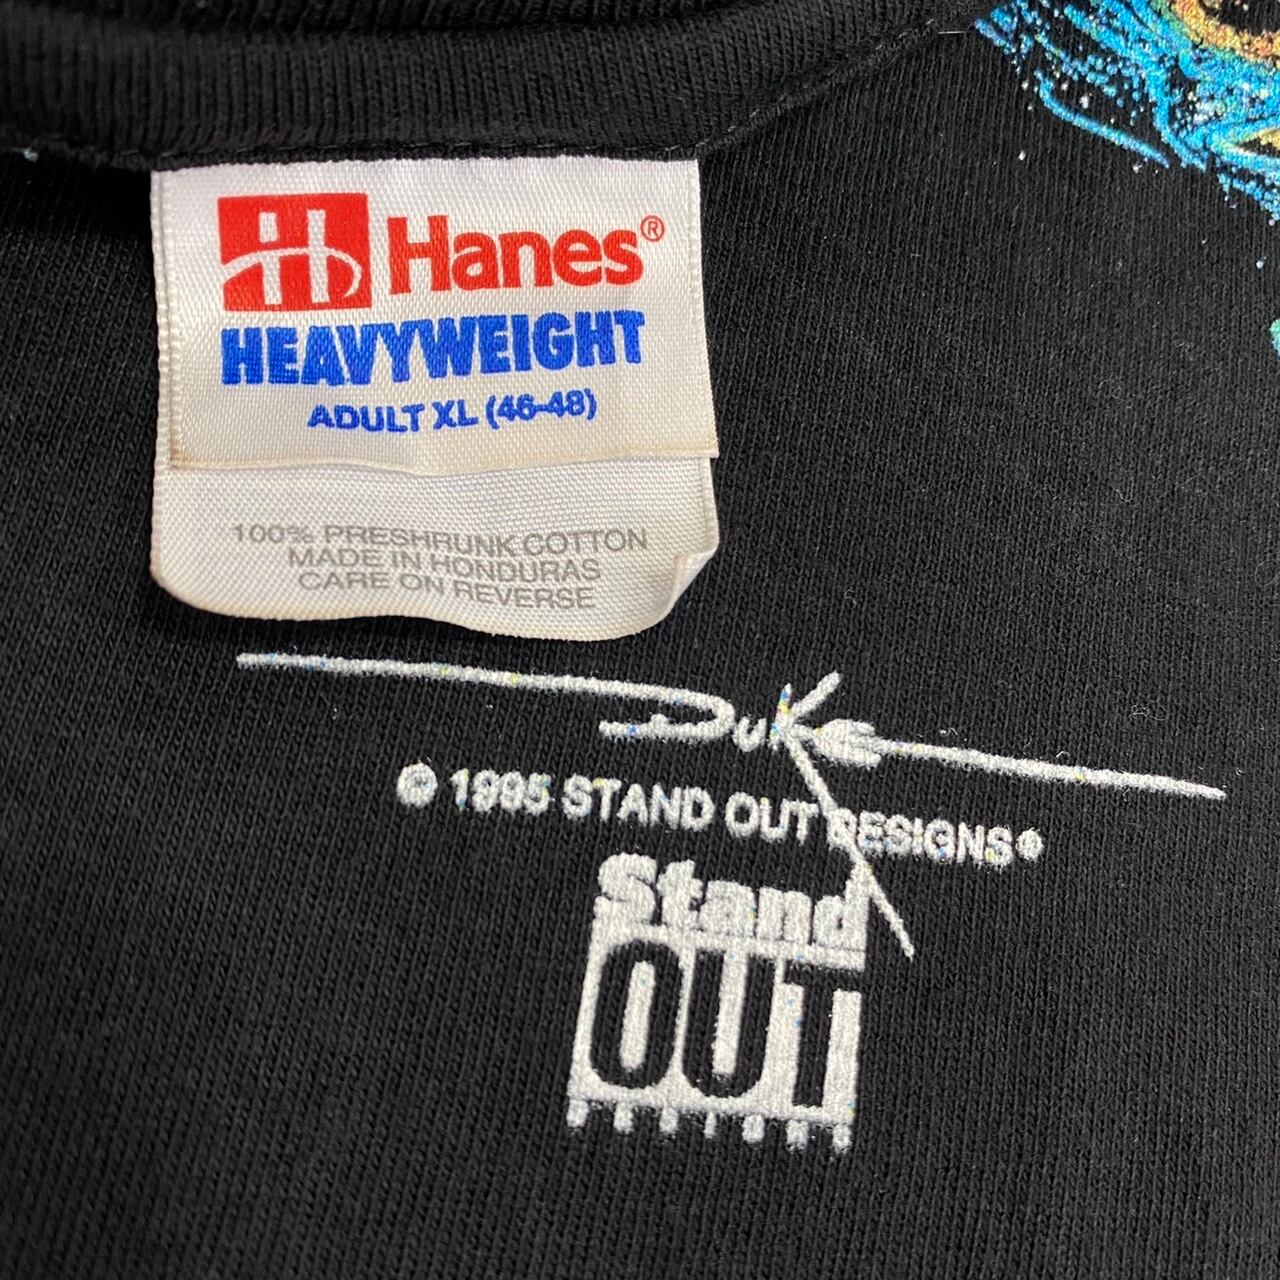 H Hanes®
HEAVYWEIGHT
ADULT XL (46-48)
100% PRESHRUNK COTTON
MADE IN HONDURAS
CARE ON REVERSE
Duke
© 1995 STAND OUT DESIGNS®
Stand
OUT
DESIGNS